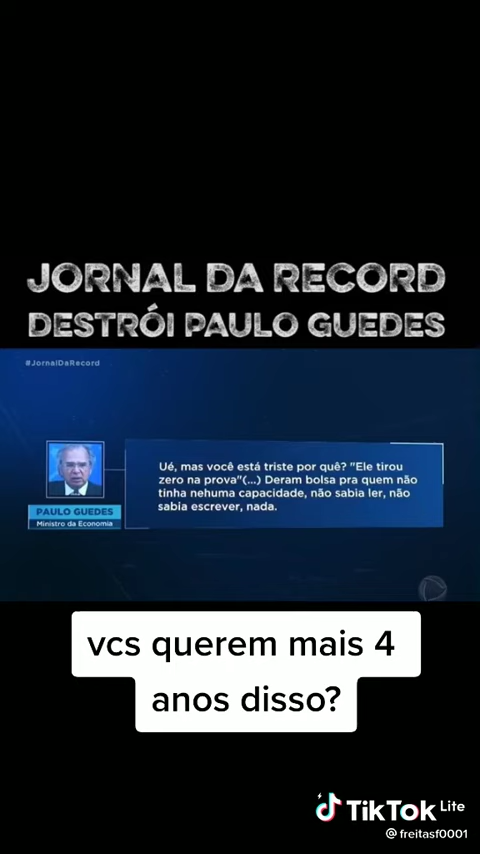 JORNAL DA RECORD
DESTRÓI PAULO GUEDES
#JornalDaRecord
Ué, mas você está triste por quê? "Ele tirou
zero na prova"(...) Deram bolsa pra quem não
tinha nehuma capacidade, não sabia ler, não
sabia escrever, nada.
PAULO GUEDES
Ministro da Economia
vcs querem mais 4
anos disso?
TikTok Lite
@freitasf0001